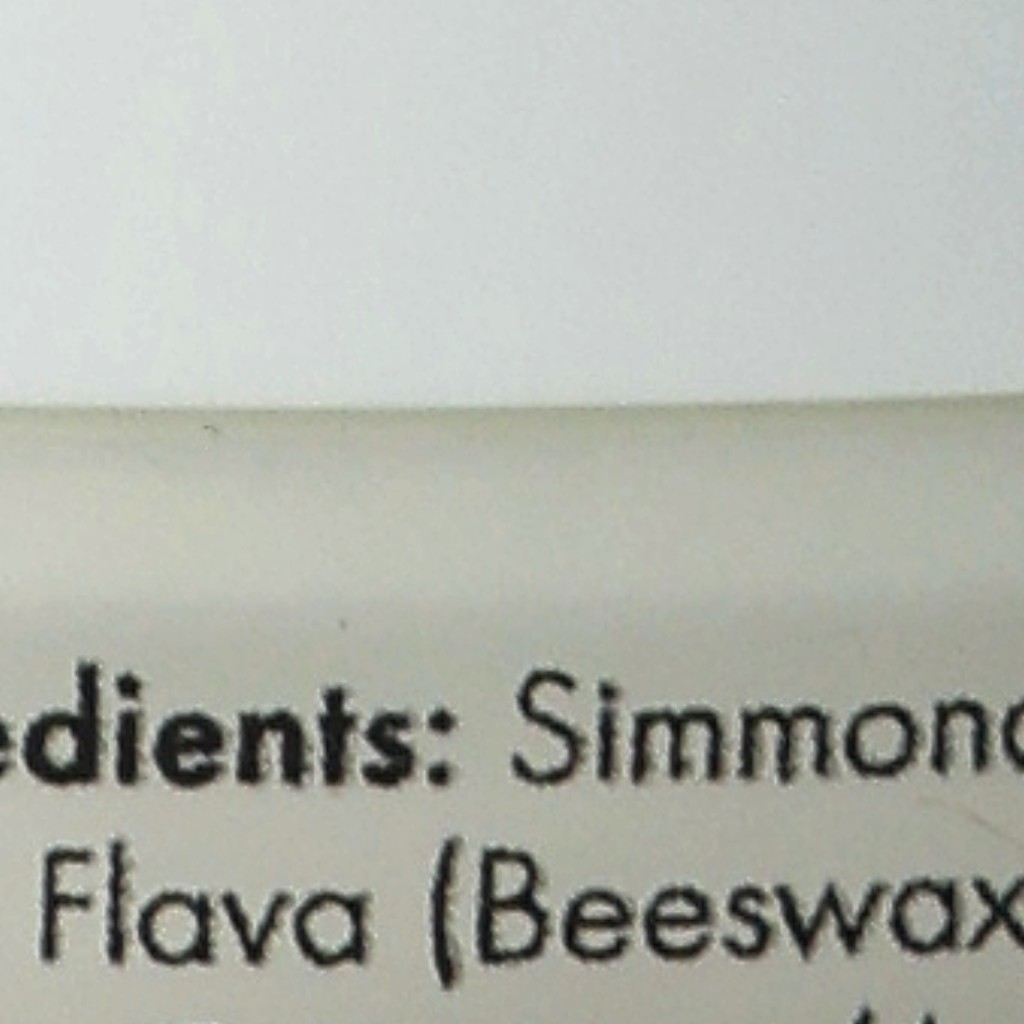 edients: Simmond
Flava (Beeswax